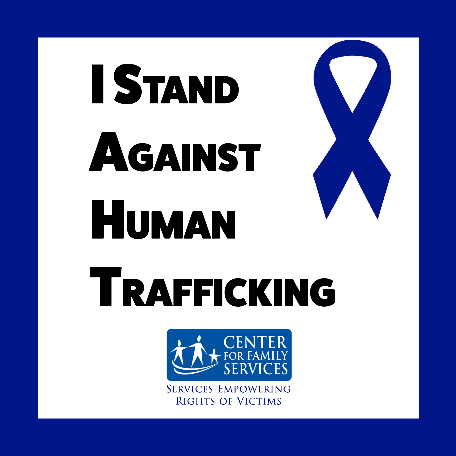 I STAND
AGAINST
HUMAN
TRAFFICKING
CENTER
FOR FAMILY
SERVICES
SERVICES EMPOWERING
RIGHTS OF VICTIMS